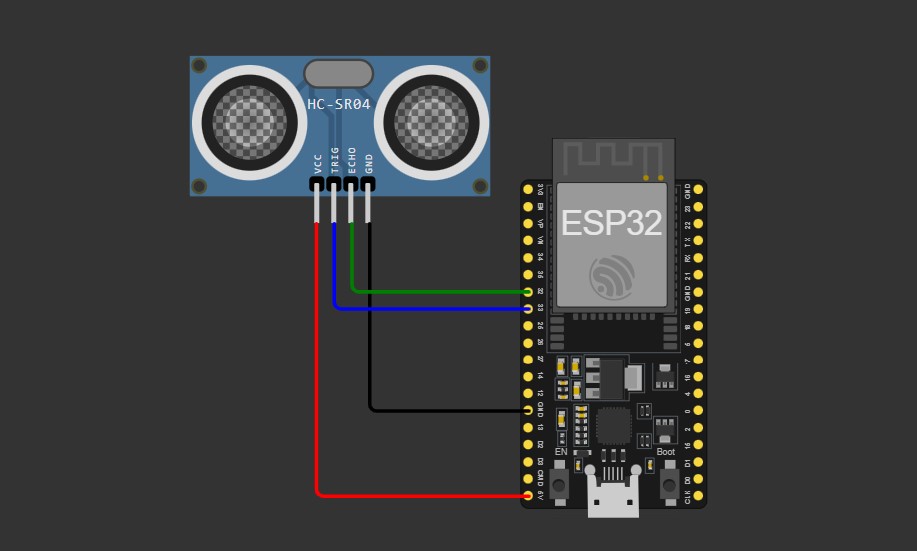 HC-SR04
VCC
TRIG
ECHO
GND
ESP32
3V3
EN
VP
VN
34
35
32
33
25
26
27
14
12
GND
13
D2
D3
CMD
5V
GND
23
22
TX
RX
21
GND
19
18
5
17
16
4
0
2
15
D1
D0
CLK
EN
Boot